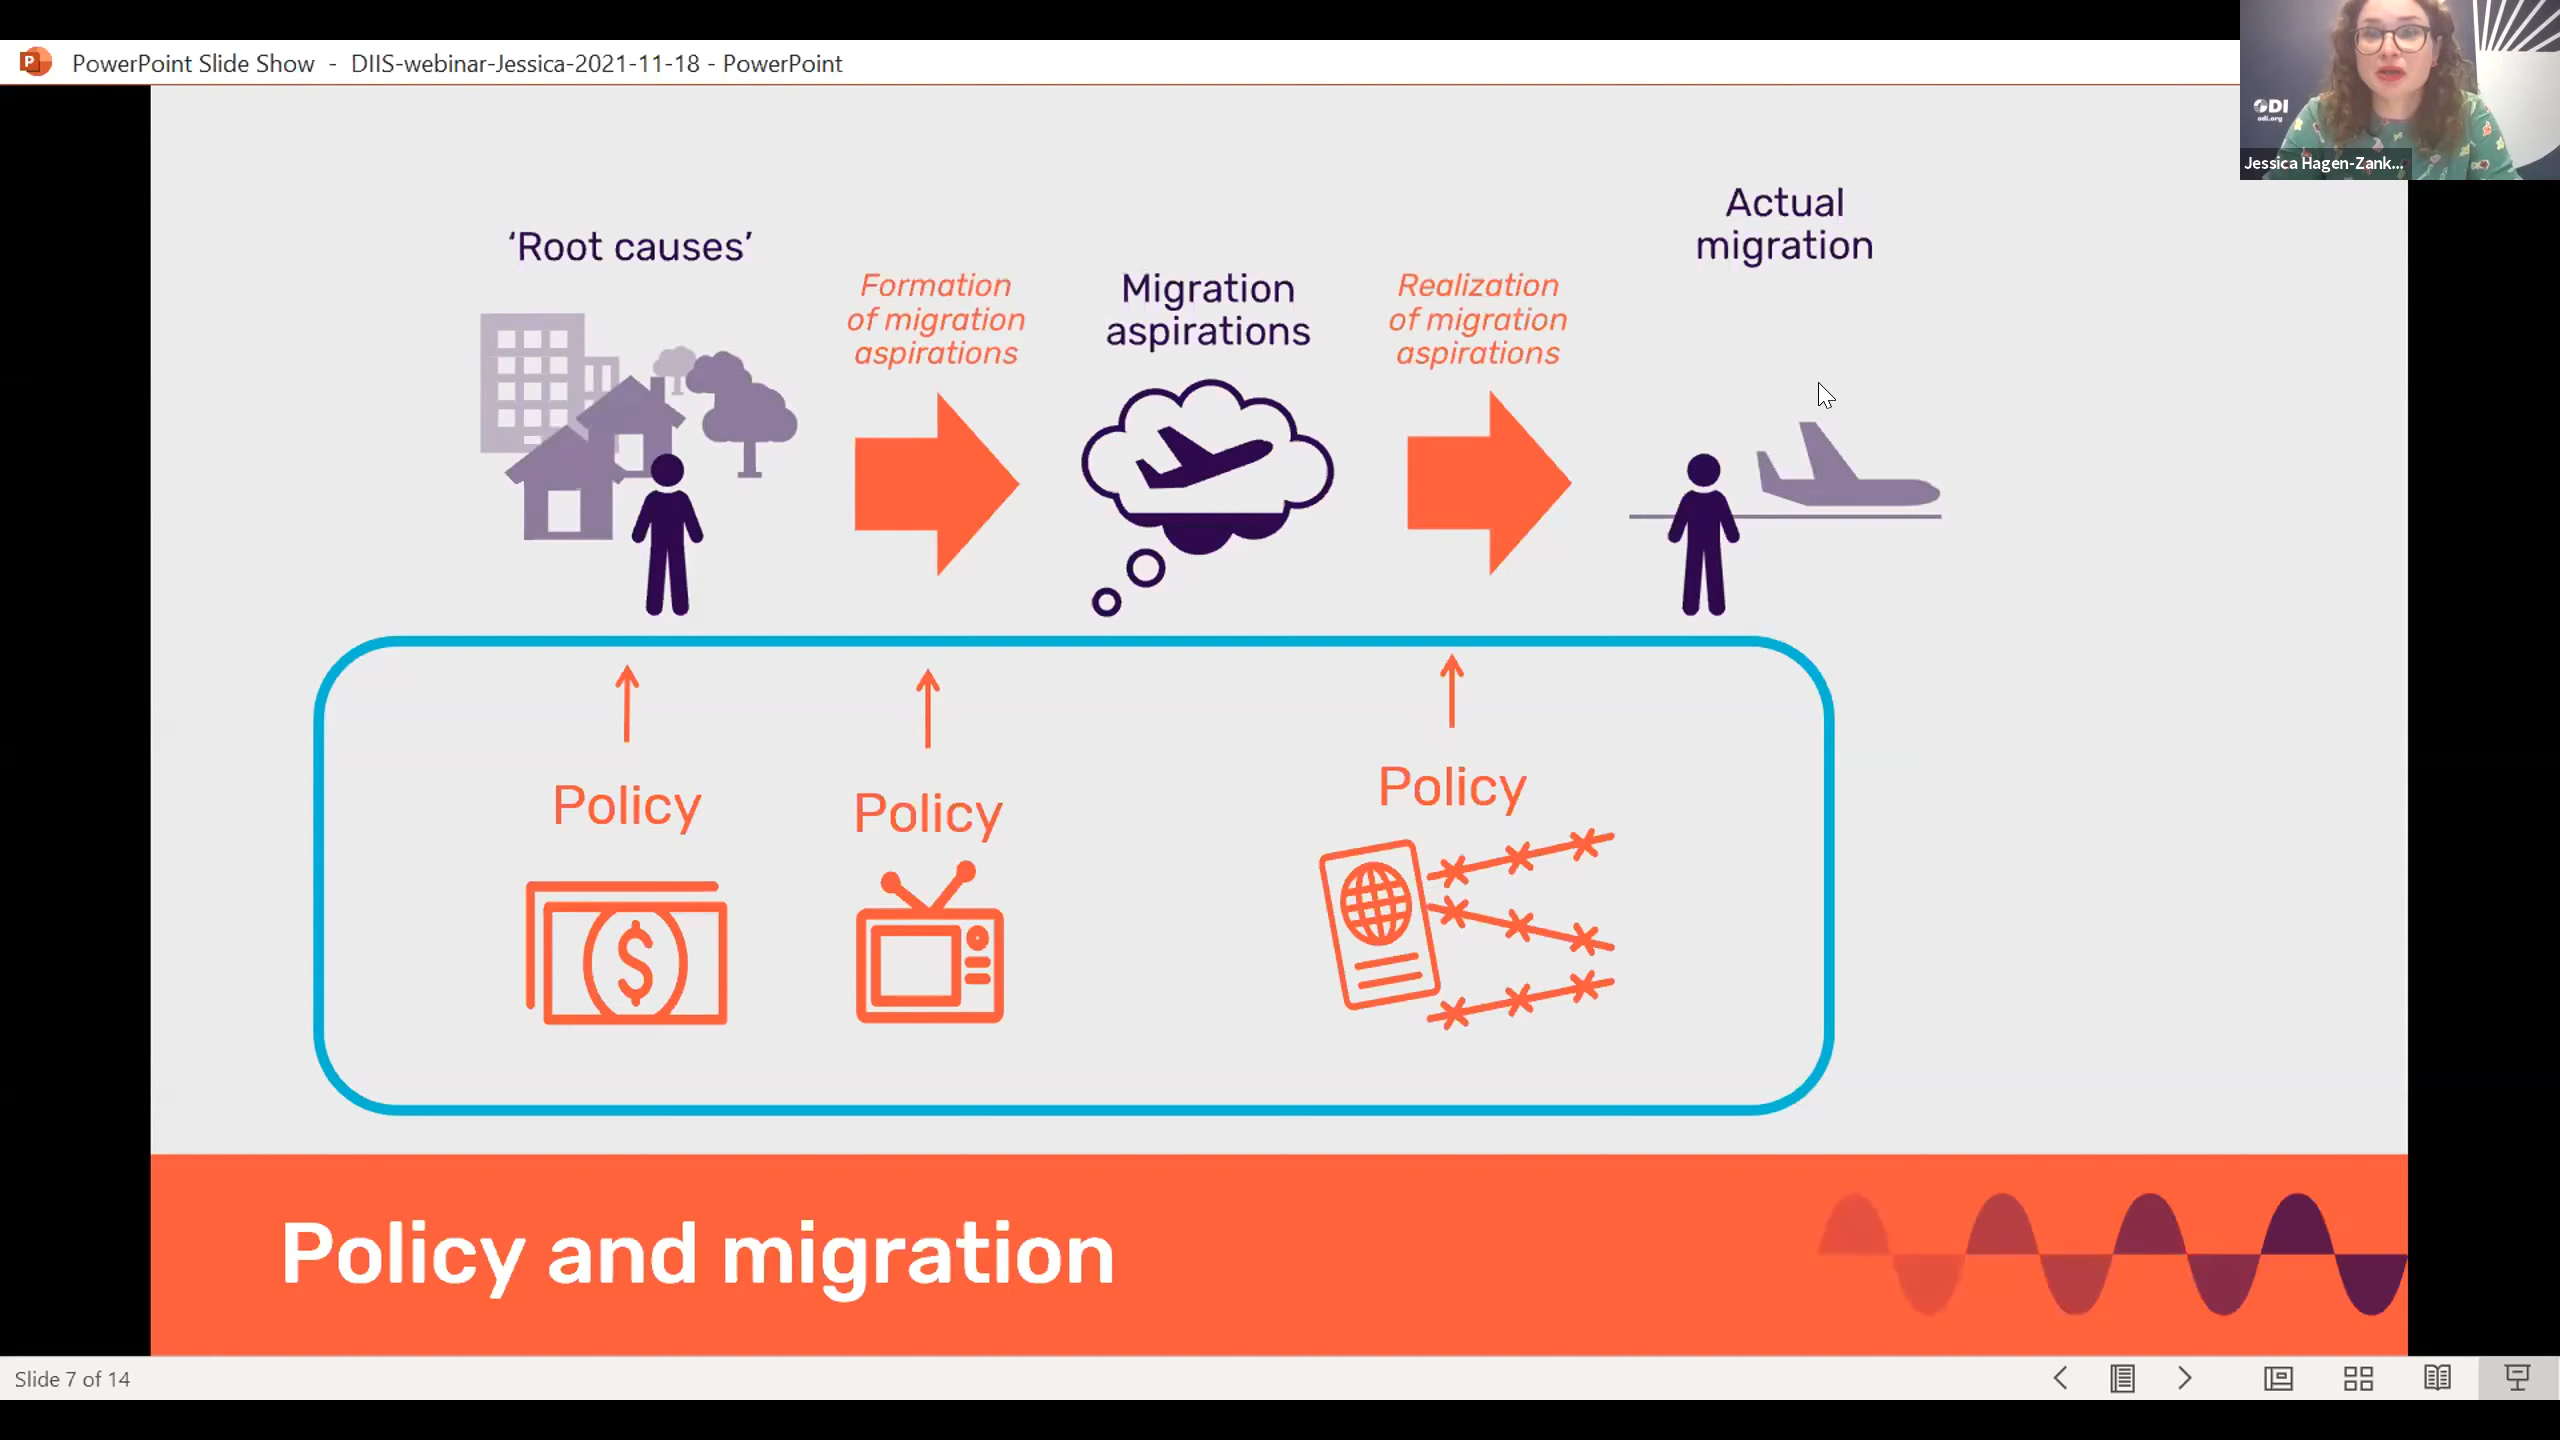 PowerPoint Slide Show - DIIS-webinar-Jessica-2021-11-18 - PowerPoint
ODI
odi.org
Jessica Hagen-Zank...
‘Root causes’
Formation
of migration
aspirations
Migration
aspirations
Realization
of migration
aspirations
Actual
migration
Policy
Policy
Policy
$
Policy and migration
Slide 7 of 14